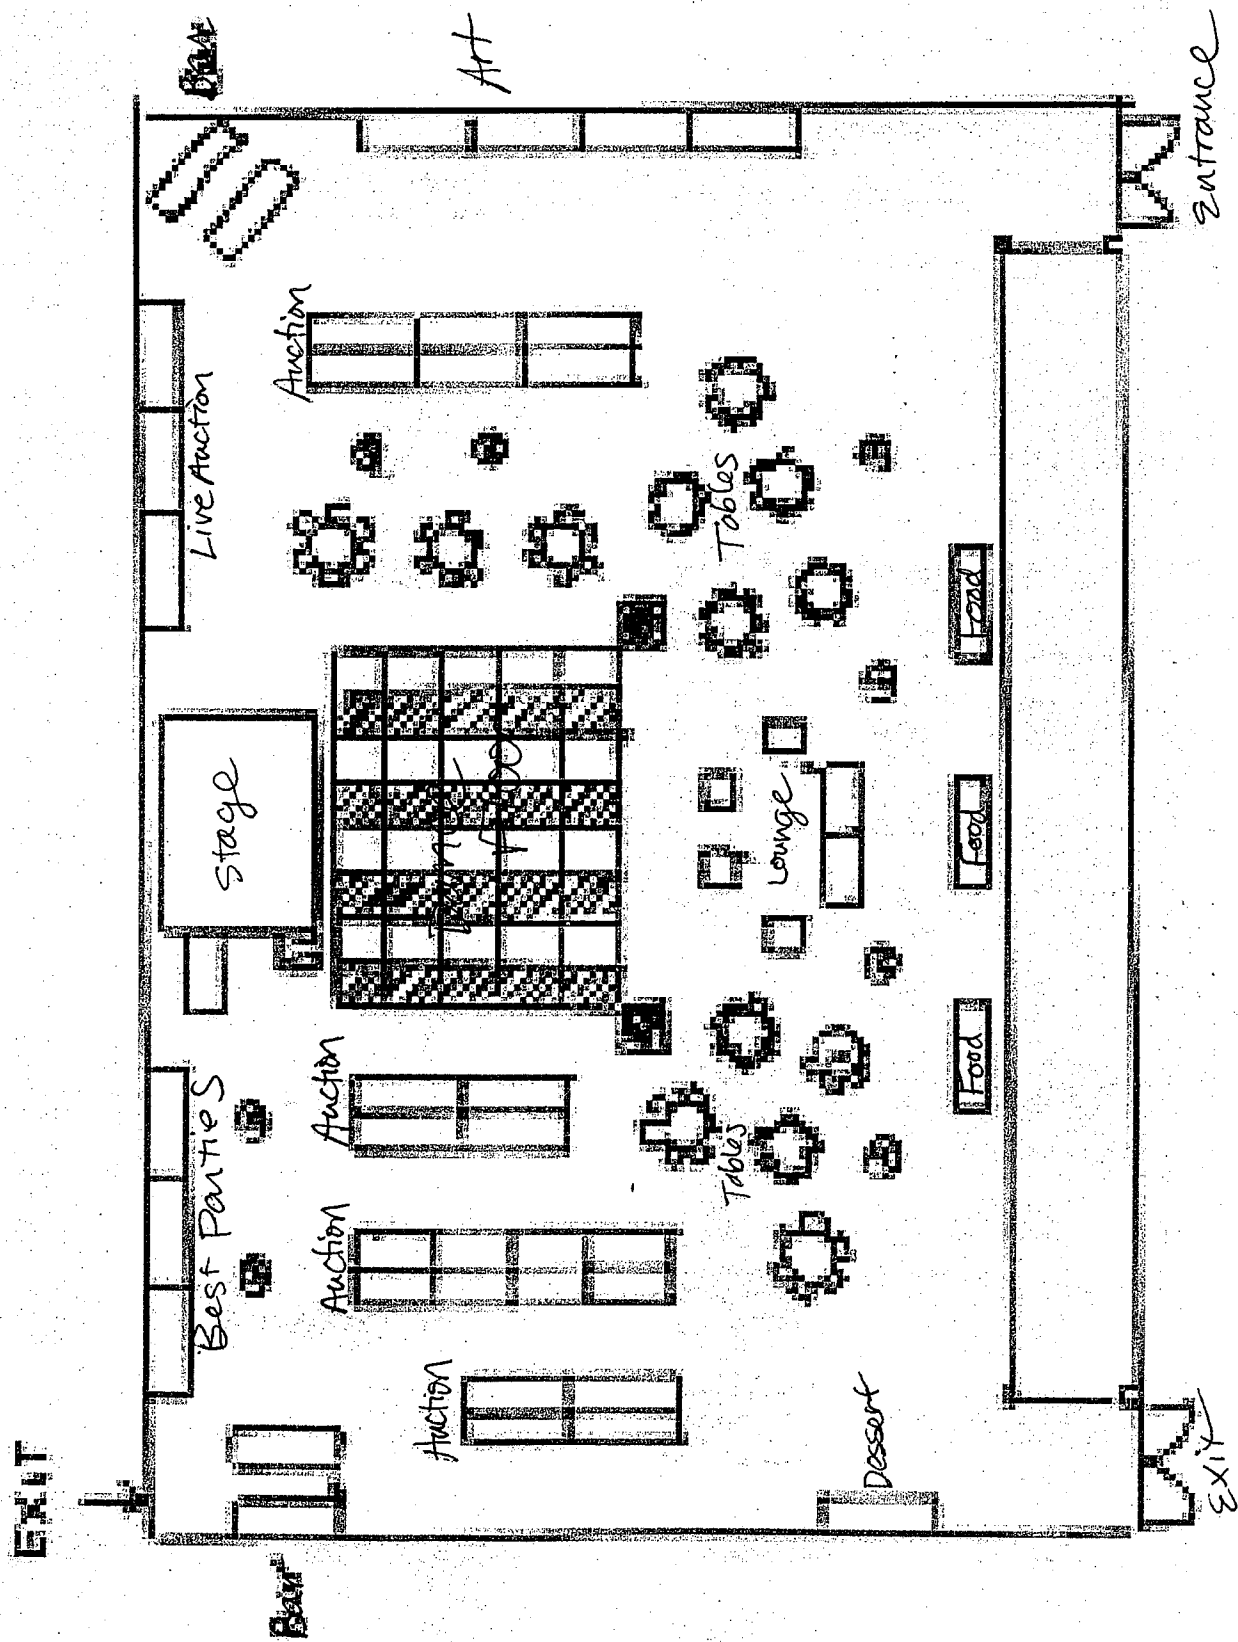 EXIT
Bar
Best Parties
Live Auction
Stage
Bar
Auction
Auction
Auction
Auction
Art
Tables
Tables
Lounge
Dessert
Food
Food
Food
Exit
Entrance